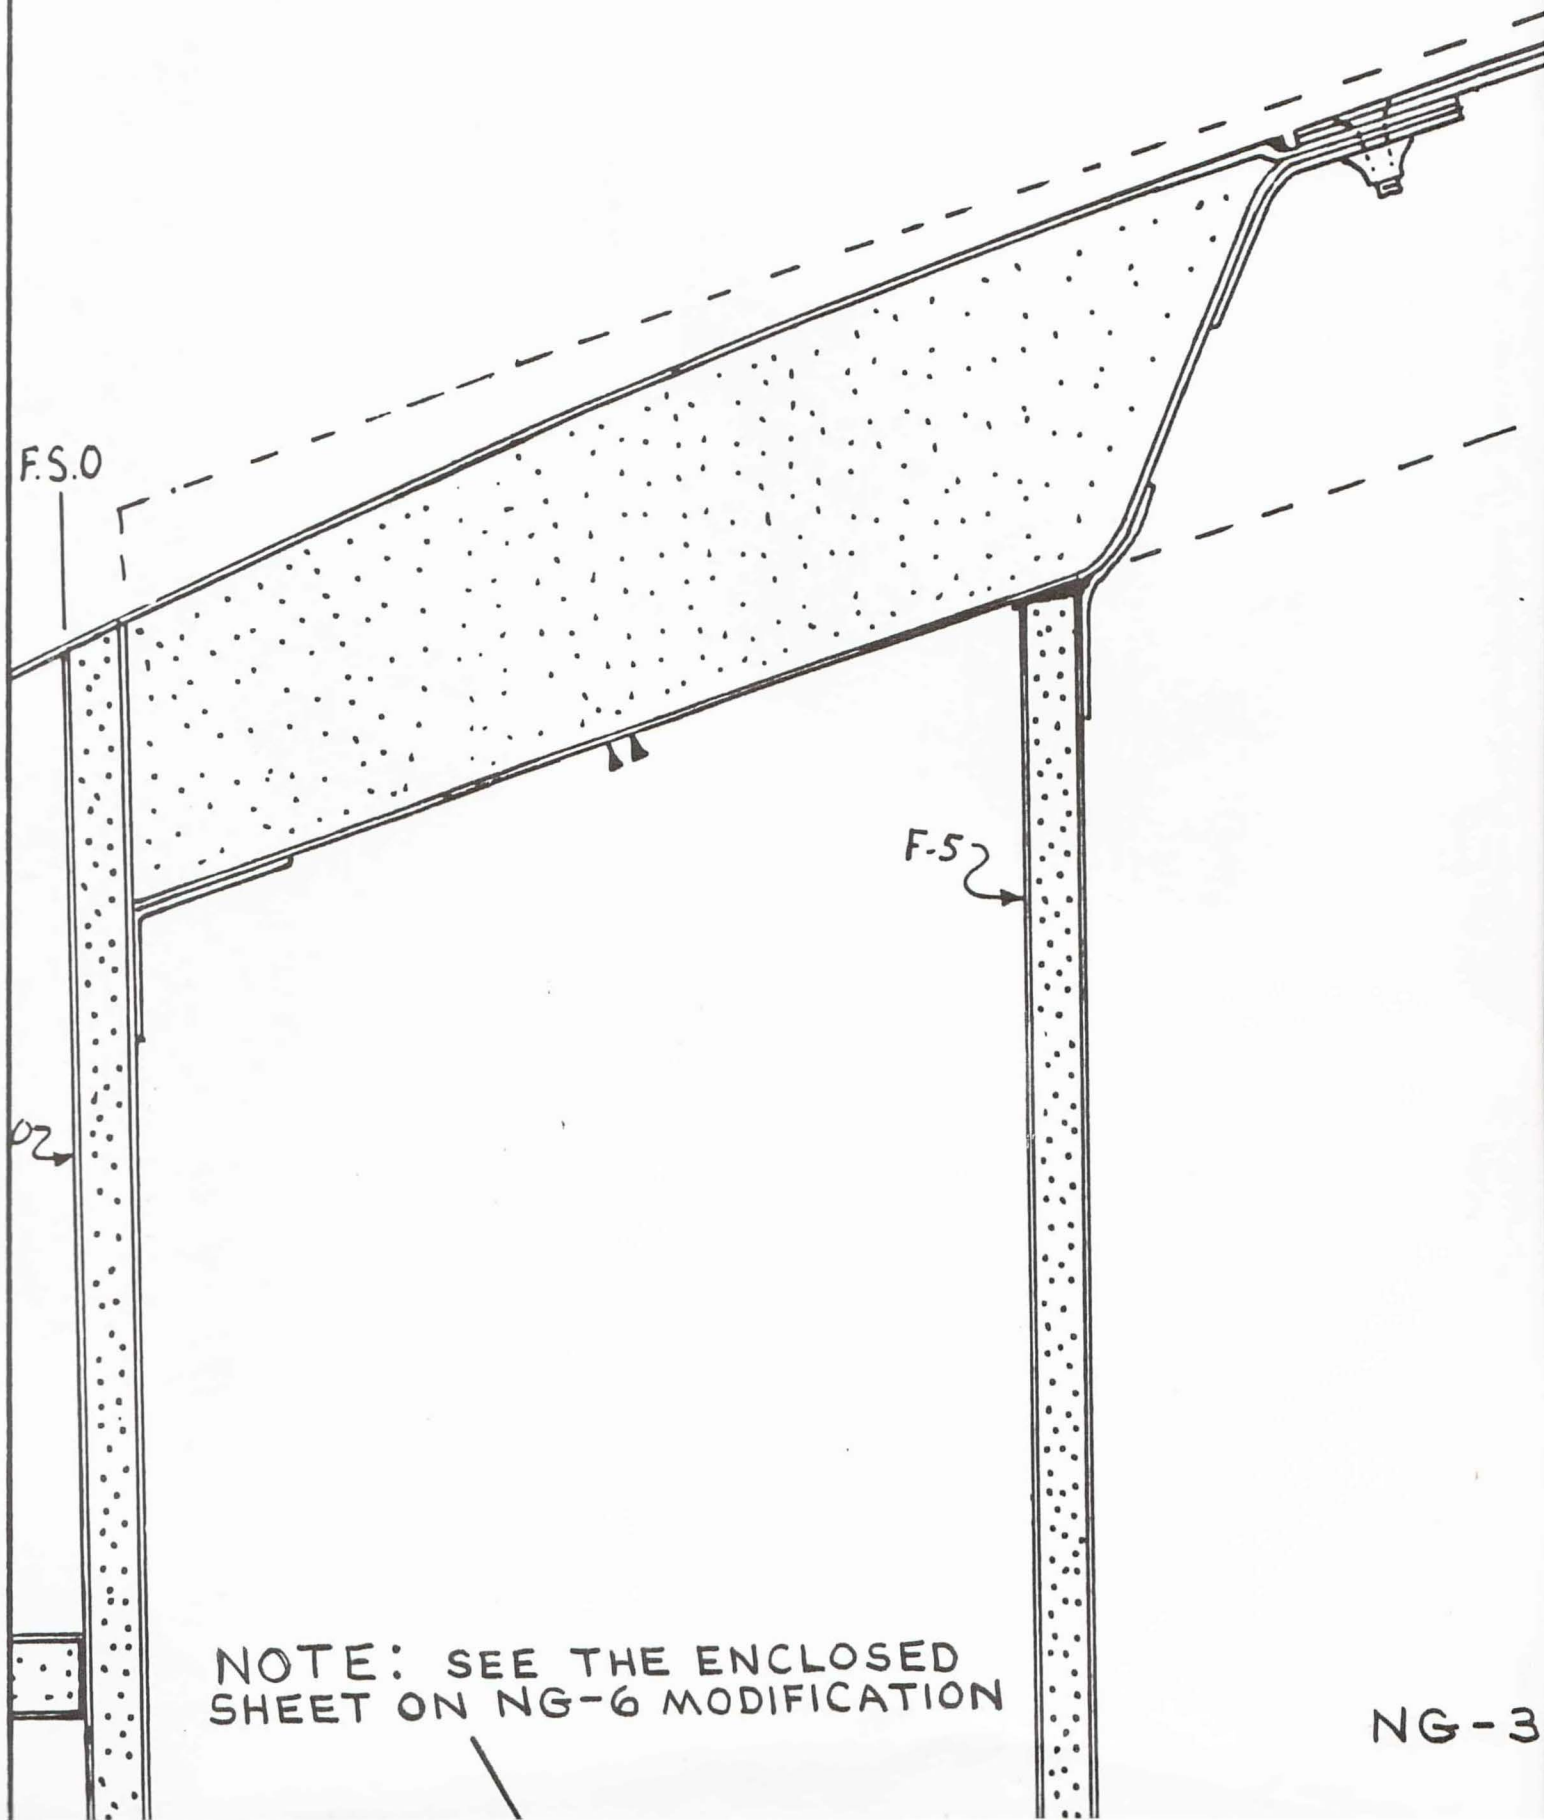 F.S.0
F-5
NOTE: SEE THE ENCLOSED
SHEET ON NG-6 MODIFICATION
NG-3